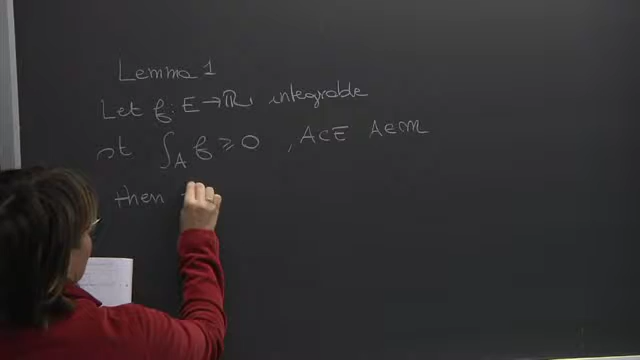 Lemma 1
Let f: E → ℝ integrable
st ∫_A f ≥ 0 , A⊂E A∈M
then